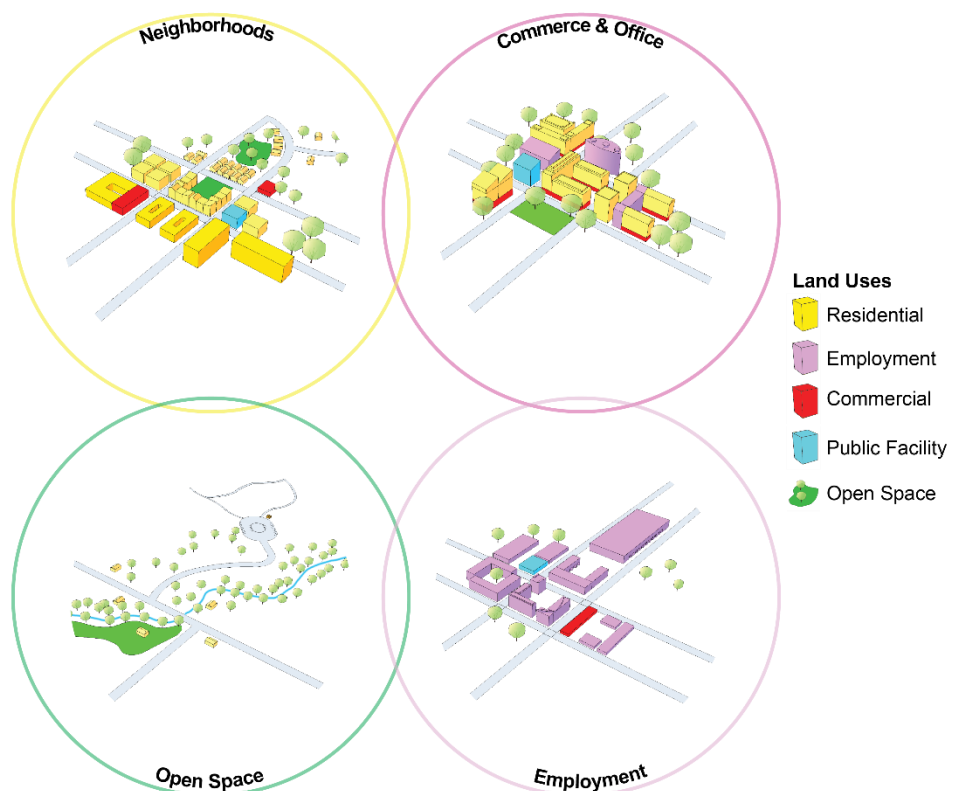 Neighborhoods
Commerce & Office
Land Uses
Residential
Employment
Commercial
Public Facility
Open Space
Open Space
Employment